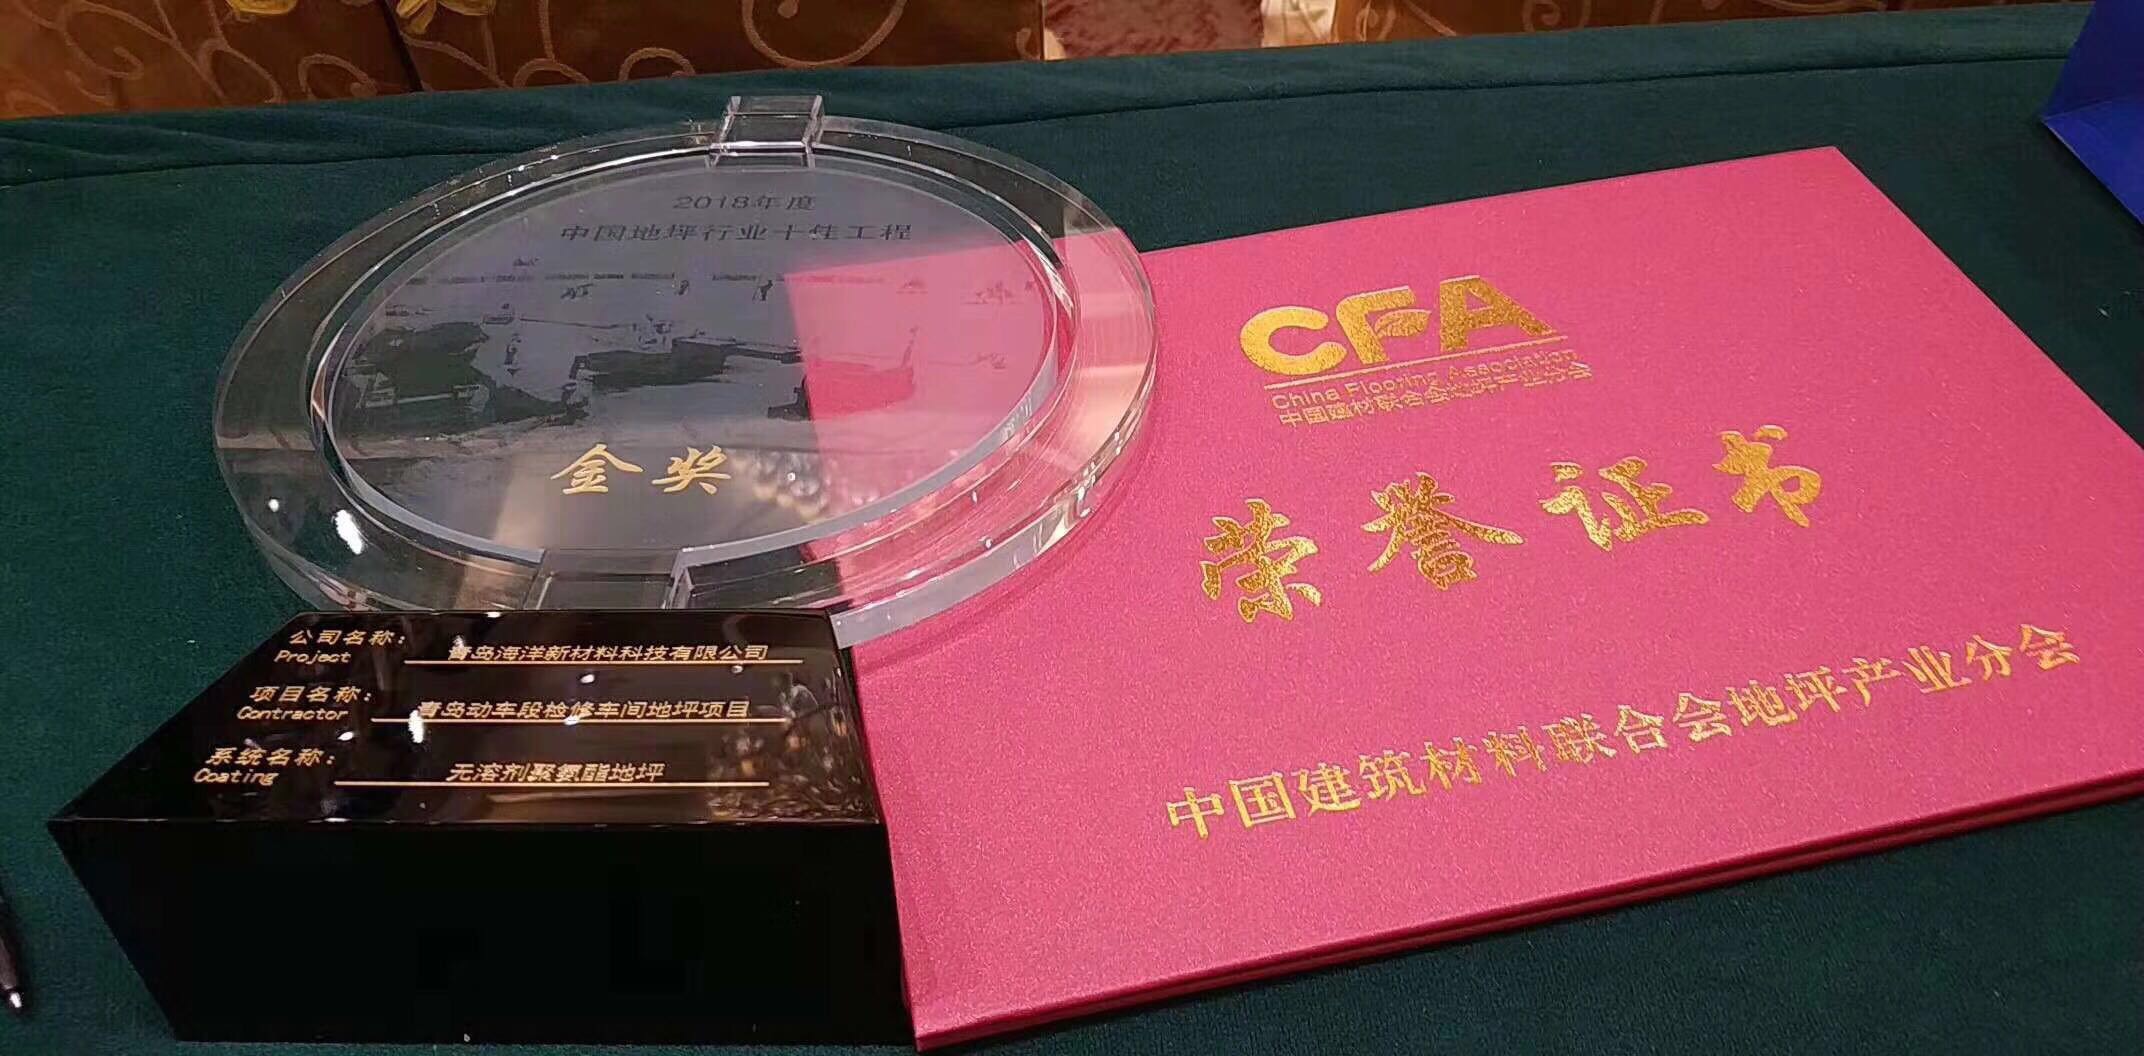 2018年度
中国地坪行业十佳工程
金奖
公司名称：
Project
青岛海洋新材料科技有限公司
项目名称：
Contractor
青岛动车段检修车间地坪项目
系统名称：
Coating
无溶剂聚氨酯地坪
CFA
China Flooring Association
中国建材联合会地坪产业分会
荣誉证书
中国建筑材料联合会地坪产业分会